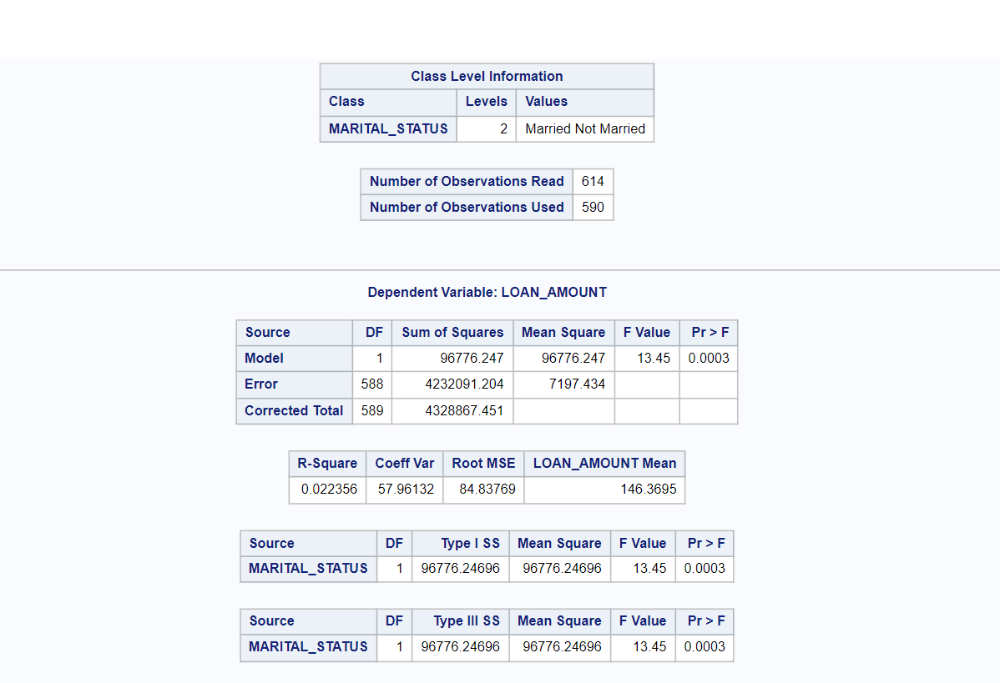 Class Level Information
Class Levels Values
MARITAL_STATUS 2 Married Not Married
Number of Observations Read 614
Number of Observations Used 590
Dependent Variable: LOAN_AMOUNT
Source DF Sum of Squares Mean Square F Value Pr > F
Model 1 96776.247 96776.247 13.45 0.0003
Error 588 4232091.204 7197.434
Corrected Total 589 4328867.451
R-Square Coeff Var Root MSE LOAN_AMOUNT Mean
0.022356 57.96132 84.83769 146.3695
Source DF Type I SS Mean Square F Value Pr > F
MARITAL_STATUS 1 96776.24696 96776.24696 13.45 0.0003
Source DF Type III SS Mean Square F Value Pr > F
MARITAL_STATUS 1 96776.24696 96776.24696 13.45 0.0003